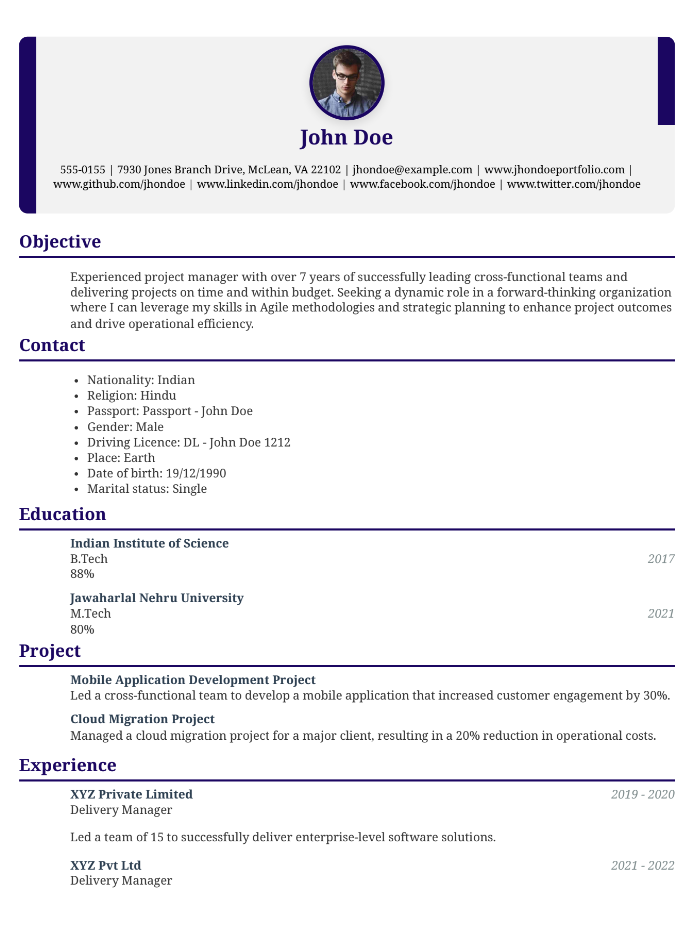 John Doe
555-0155 | 7930 Jones Branch Drive, McLean, VA 22102 | jhondoe@example.com | www.jhondoeportfolio.com |
www.github.com/jhondoe | www.linkedin.com/jhondoe | www.facebook.com/jhondoe | www.twitter.com/jhondoe
Objective
Experienced project manager with over 7 years of successfully leading cross-functional teams and
delivering projects on time and within budget. Seeking a dynamic role in a forward-thinking organization
where I can leverage my skills in Agile methodologies and strategic planning to enhance project outcomes
and drive operational efficiency.
Contact
• Nationality: Indian
• Religion: Hindu
• Passport: Passport - John Doe
• Gender: Male
• Driving Licence: DL - John Doe 1212
• Place: Earth
• Date of birth: 19/12/1990
• Marital status: Single
Education
Indian Institute of Science
B.Tech 2017
88%
Jawaharlal Nehru University
M.Tech 2021
80%
Project
Mobile Application Development Project
Led a cross-functional team to develop a mobile application that increased customer engagement by 30%.
Cloud Migration Project
Managed a cloud migration project for a major client, resulting in a 20% reduction in operational costs.
Experience
XYZ Private Limited 2019 - 2020
Delivery Manager
Led a team of 15 to successfully deliver enterprise-level software solutions.
XYZ Pvt Ltd 2021 - 2022
Delivery Manager